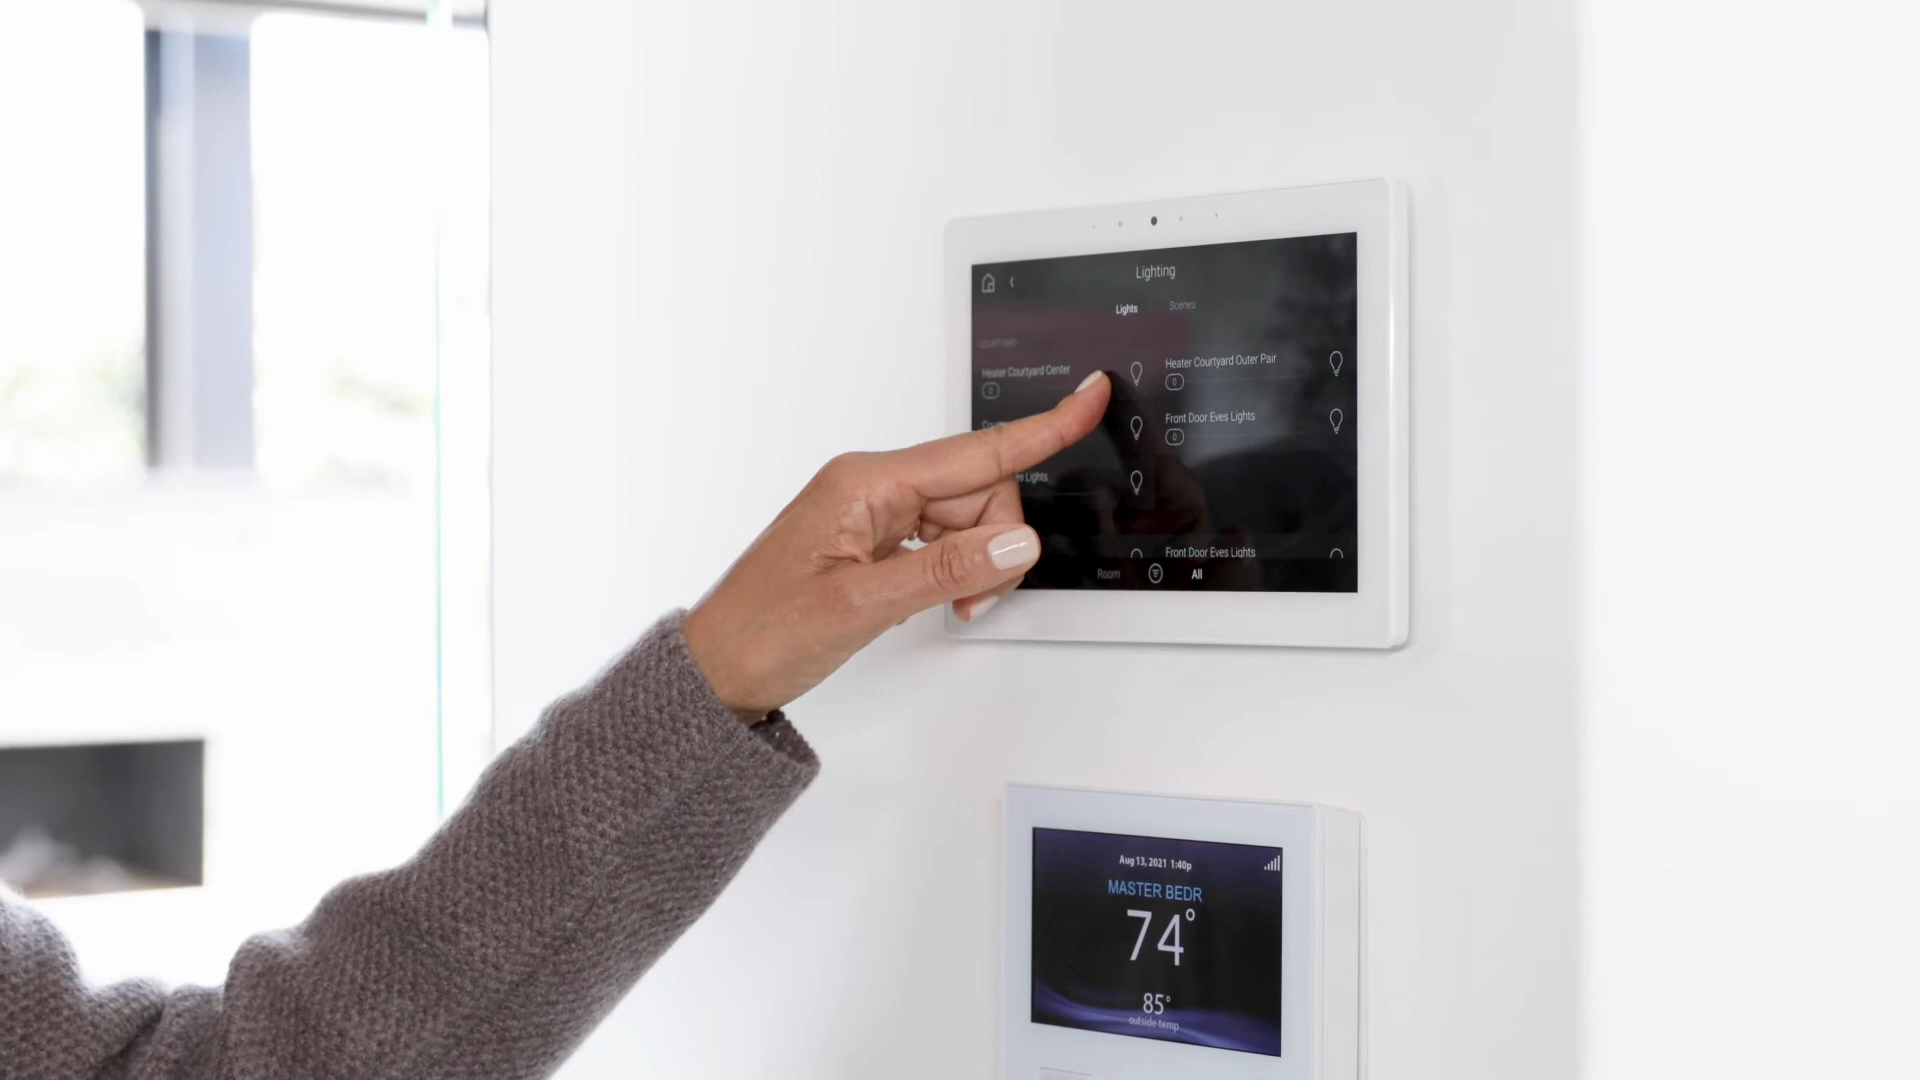 Lighting
Lights Scenes
Heater Courtyard Center
0
Heater Courtyard Outer Pair
0
Front Door Eves Lights
0
Lights
Front Door Eves Lights
Room All
Aug 13, 2021 1:40p
MASTER BEDR
74°
85°
outside temp